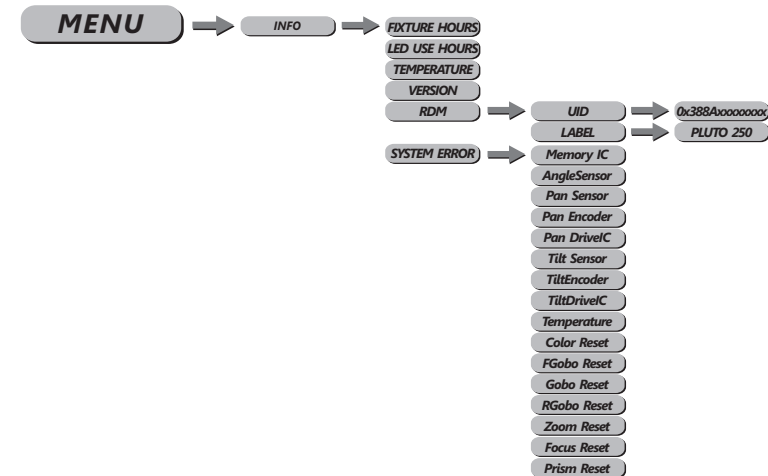 MENU INFO FIXTURE HOURS
LED USE HOURS
TEMPERATURE
VERSION
RDM UID 0x388Axxxxxxxx
LABEL PLUTO 250
SYSTEM ERROR Memory IC
AngleSensor
Pan Sensor
Pan Encoder
Pan DriveIC
Tilt Sensor
TiltEncoder
TiltDriveIC
Temperature
Color Reset
FGobo Reset
Gobo Reset
RGobo Reset
Zoom Reset
Focus Reset
Prism Reset